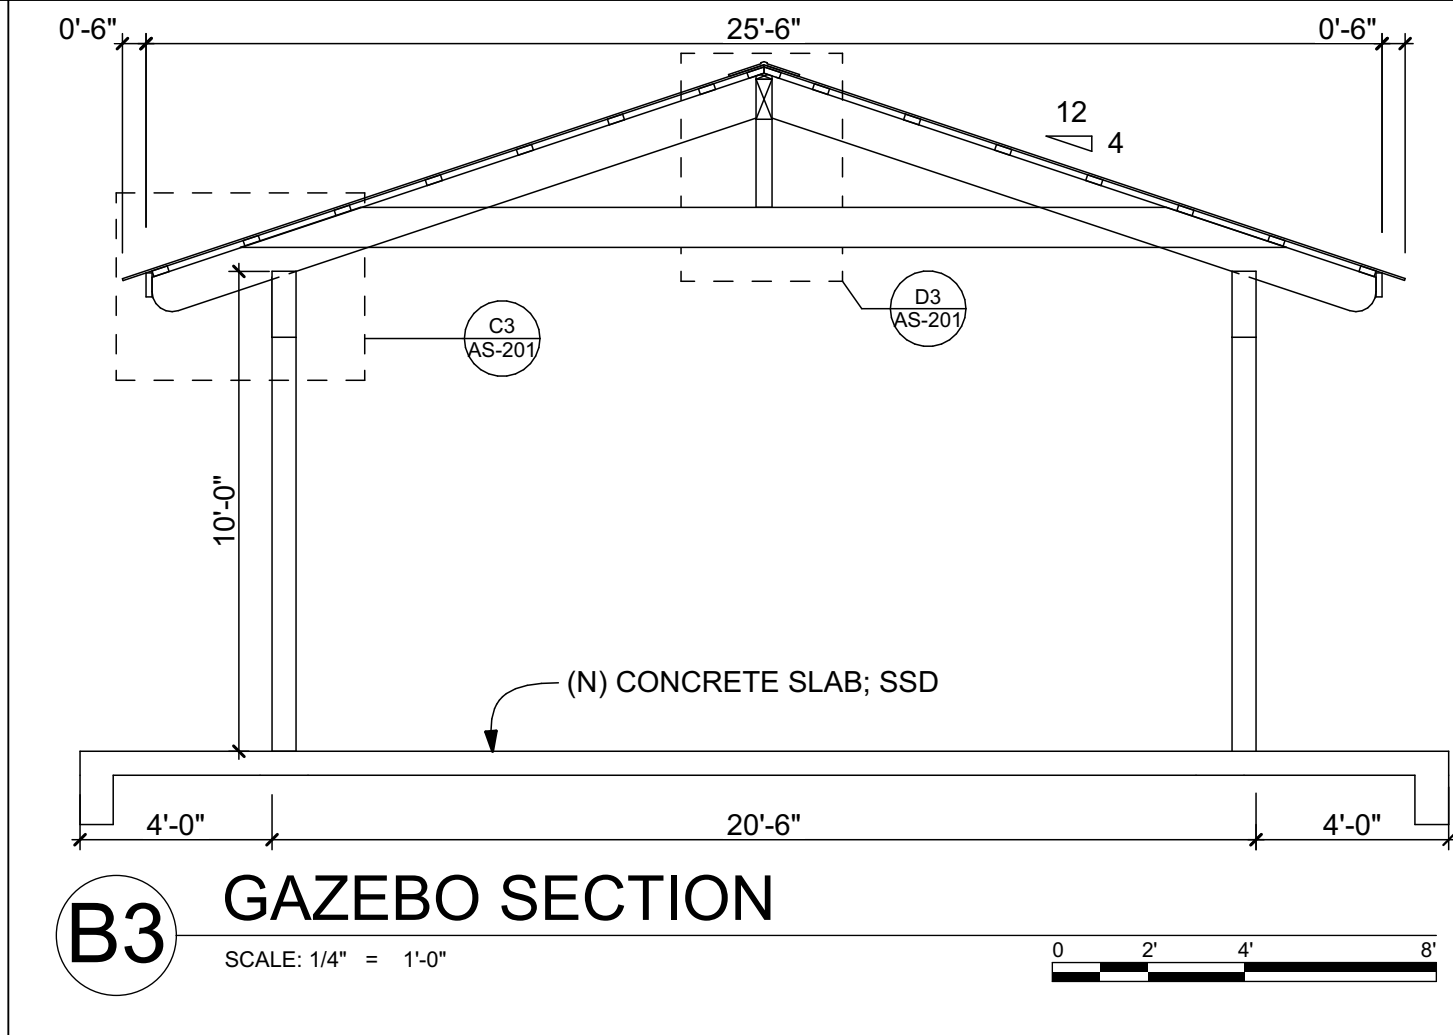 0'-6" 25'-6" 0'-6"
12
4
D3
AS-201
C3
AS-201
10'-0"
(N) CONCRETE SLAB; SSD
4'-0" 20'-6" 4'-0"
B3
GAZEBO SECTION
SCALE: 1/4" = 1'-0"
0 2' 4' 8'